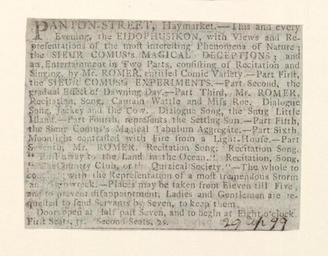 PANTON-STREET, Haymarket.—This and every
Evening, the EIDOPHUSIKON, with Views and Re-
presentations of the most interesting Phenomena of Nature;
the SIEUR COMUS's MAGICAL DECEPTIONS; and
an Entertainment in Two Parts, consisting of Recitation and
Singing, by Mr. ROMER, entitled Comic Variety.—Part First,
the SIEUR COMUS'S EXPERIMENTS.—Part Second, the
gradual Effect of Dawning Day.—Part Third, Mr. ROMER,
Recitation, Song, Captain Wattle and Miss Roe. Dialogue
Song, Jackey and the Cow. Dialogue Song, the Song Little
Island.—Part Fourth, represents the Setting Sun.—Part Fifth,
the Sieur Comus's Magical Tabulum Aggregate.—Part Sixth,
Moonlight contrasted with Fire from a Light-House.—Part
Seventh, Mr. ROMER. Recitation Song; Recitation Song,
the Land in the Ocean." Recitation, Song,
Club, or the Quizical Society."—The whole to
with the Representation of a most tremendous Storm
and Shipwreck.—Places may be taken from Eleven till Five,
and to prevent disappointment, Ladies and Gentlemen are re-
quested to send Servants by Seven, to keep them.
Doors open at half past Seven, and to begin at Eight o'clock.
First Seats, Second Seats, 2s.
29 ap 99